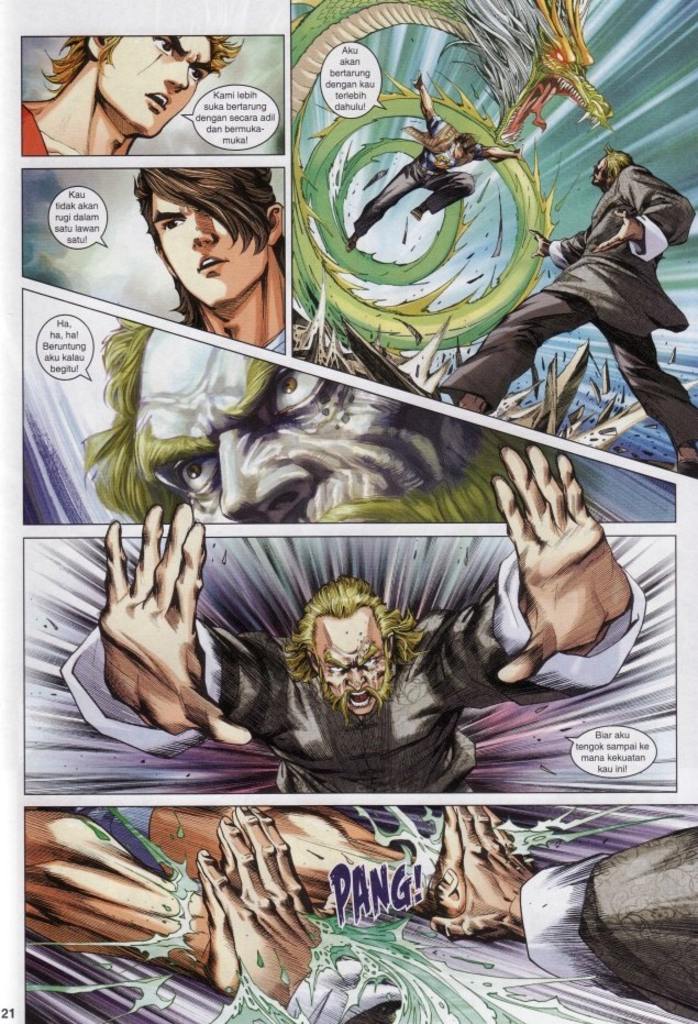 Kami lebih
suka bertarung
dengan secara adil
dan bermuka-
muka!
Aku
akan
bertarung
dengan kau
terlebih
dahulu!
Kau
tidak akan
rugi dalam
satu lawan
satu!
Ha,
ha, ha!
Beruntung
aku kalau
begitu!
Biar aku
tengok sampai ke
mana kekuatan
kau ini!
PANG!
21